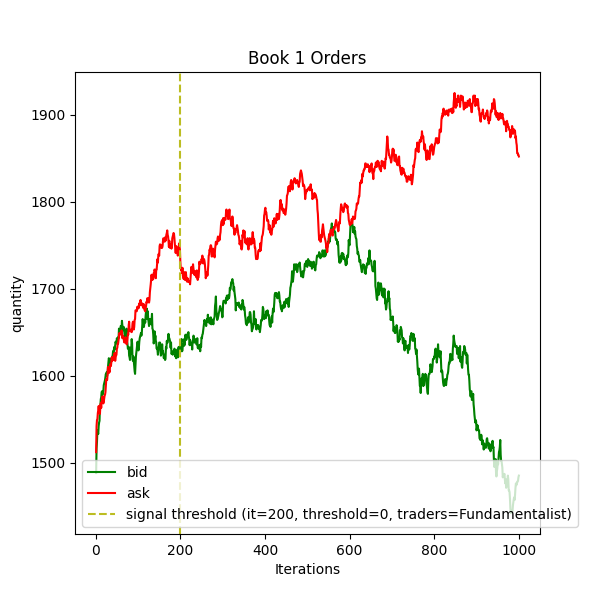 Book 1 Orders
quantity
1900
1800
1700
1600
1500
bid
ask
signal threshold (it=200, threshold=0, traders=Fundamentalist)
0 200 400 600 800 1000
Iterations